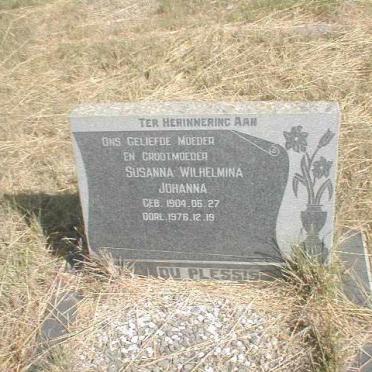 TER HERINNERING AAN
ONS GELIEFDE MOEDER
EN GROOTMOEDER
SUSANNA WILHELMINA
JOHANNA
GEB. 1904.05.27
OORL. 1976.12.19
DU PLESSIS